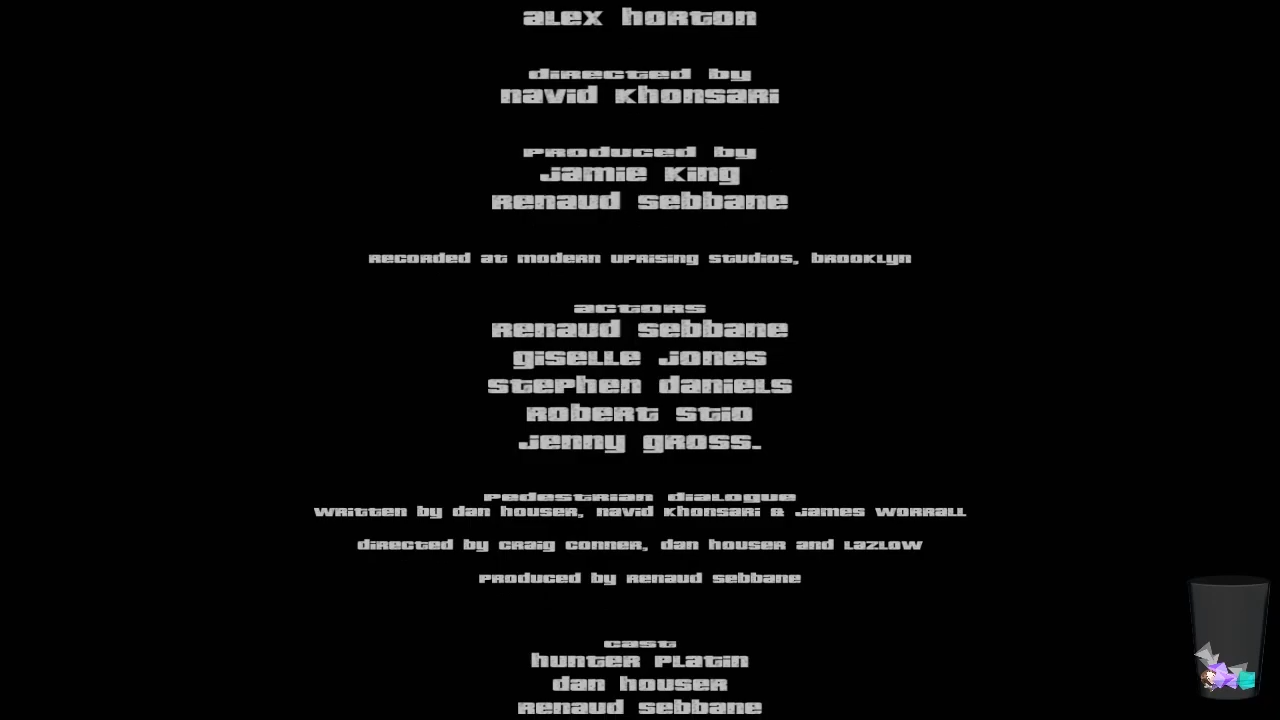 alex horton
directed by
navid khonsari
produced by
jamie king
renaud sebbane
recorded at modern uprising studios, brooklyn
actors
renaud sebbane
giselle jones
stephen daniels
robert stio
jenny gross.
pedestrian dialogue
written by dan houser, navid khonsari & james worrall
directed by craig conner, dan houser and lazlow
produced by renaud sebbane
cast
hunter platin
dan houser
renaud sebbane